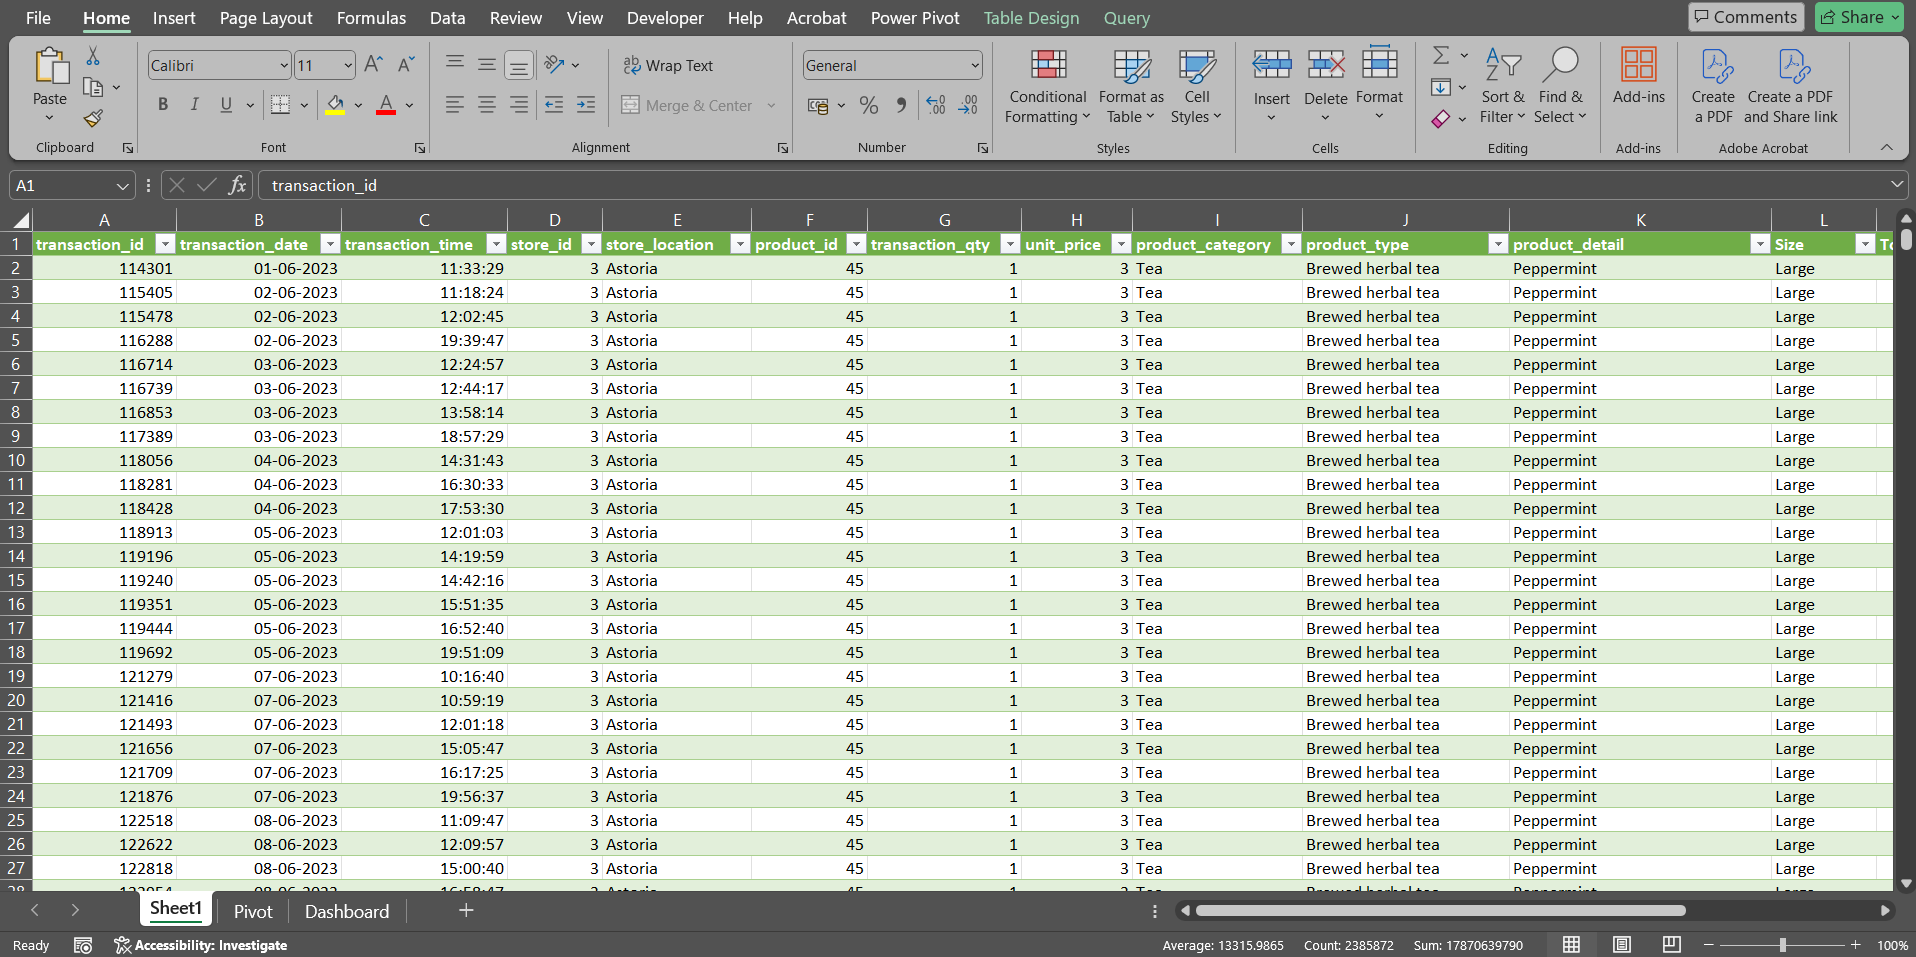 File Home Insert Page Layout Formulas Data Review View Developer Help Acrobat Power Pivot Table Design Query Comments Share
Paste
Clipboard
Calibri 11
B I U A
Font
Wrap Text
Merge & Center
Alignment
General
%
Number
Conditional Formatting
Format as Table
Cell Styles
Styles
Insert
Delete
Format
Cells
Sort & Filter
Find & Select
Editing
Add-ins
Add-ins
Create a PDF
Create a PDF and Share link
Adobe Acrobat
A1 fx transaction_id
A B C D E F G H I J K L
1 transaction_id transaction_date transaction_time store_id store_location product_id transaction_qty unit_price product_category product_type product_detail Size
2 114301 01-06-2023 11:33:29 3 Astoria 45 1 3 Tea Brewed herbal tea Peppermint Large
3 115405 02-06-2023 11:18:24 3 Astoria 45 1 3 Tea Brewed herbal tea Peppermint Large
4 115478 02-06-2023 12:02:45 3 Astoria 45 1 3 Tea Brewed herbal tea Peppermint Large
5 116288 02-06-2023 19:39:47 3 Astoria 45 1 3 Tea Brewed herbal tea Peppermint Large
6 116714 03-06-2023 12:24:57 3 Astoria 45 1 3 Tea Brewed herbal tea Peppermint Large
7 116739 03-06-2023 12:44:17 3 Astoria 45 1 3 Tea Brewed herbal tea Peppermint Large
8 116853 03-06-2023 13:58:14 3 Astoria 45 1 3 Tea Brewed herbal tea Peppermint Large
9 117389 03-06-2023 18:57:29 3 Astoria 45 1 3 Tea Brewed herbal tea Peppermint Large
10 118056 04-06-2023 14:31:43 3 Astoria 45 1 3 Tea Brewed herbal tea Peppermint Large
11 118281 04-06-2023 16:30:33 3 Astoria 45 1 3 Tea Brewed herbal tea Peppermint Large
12 118428 04-06-2023 17:53:30 3 Astoria 45 1 3 Tea Brewed herbal tea Peppermint Large
13 118913 05-06-2023 12:01:03 3 Astoria 45 1 3 Tea Brewed herbal tea Peppermint Large
14 119196 05-06-2023 14:19:59 3 Astoria 45 1 3 Tea Brewed herbal tea Peppermint Large
15 119240 05-06-2023 14:42:16 3 Astoria 45 1 3 Tea Brewed herbal tea Peppermint Large
16 119351 05-06-2023 15:51:35 3 Astoria 45 1 3 Tea Brewed herbal tea Peppermint Large
17 119444 05-06-2023 16:52:40 3 Astoria 45 1 3 Tea Brewed herbal tea Peppermint Large
18 119692 05-06-2023 19:51:09 3 Astoria 45 1 3 Tea Brewed herbal tea Peppermint Large
19 121279 07-06-2023 10:16:40 3 Astoria 45 1 3 Tea Brewed herbal tea Peppermint Large
20 121416 07-06-2023 10:59:19 3 Astoria 45 1 3 Tea Brewed herbal tea Peppermint Large
21 121493 07-06-2023 12:01:18 3 Astoria 45 1 3 Tea Brewed herbal tea Peppermint Large
22 121656 07-06-2023 15:05:47 3 Astoria 45 1 3 Tea Brewed herbal tea Peppermint Large
23 121709 07-06-2023 16:17:25 3 Astoria 45 1 3 Tea Brewed herbal tea Peppermint Large
24 121876 07-06-2023 19:56:37 3 Astoria 45 1 3 Tea Brewed herbal tea Peppermint Large
25 122518 08-06-2023 11:09:47 3 Astoria 45 1 3 Tea Brewed herbal tea Peppermint Large
26 122622 08-06-2023 12:09:57 3 Astoria 45 1 3 Tea Brewed herbal tea Peppermint Large
27 122818 08-06-2023 15:00:40 3 Astoria 45 1 3 Tea Brewed herbal tea Peppermint Large
Sheet1 Pivot Dashboard
Ready Accessibility: Investigate Average: 13315.9865 Count: 2385872 Sum: 17870639790 100%